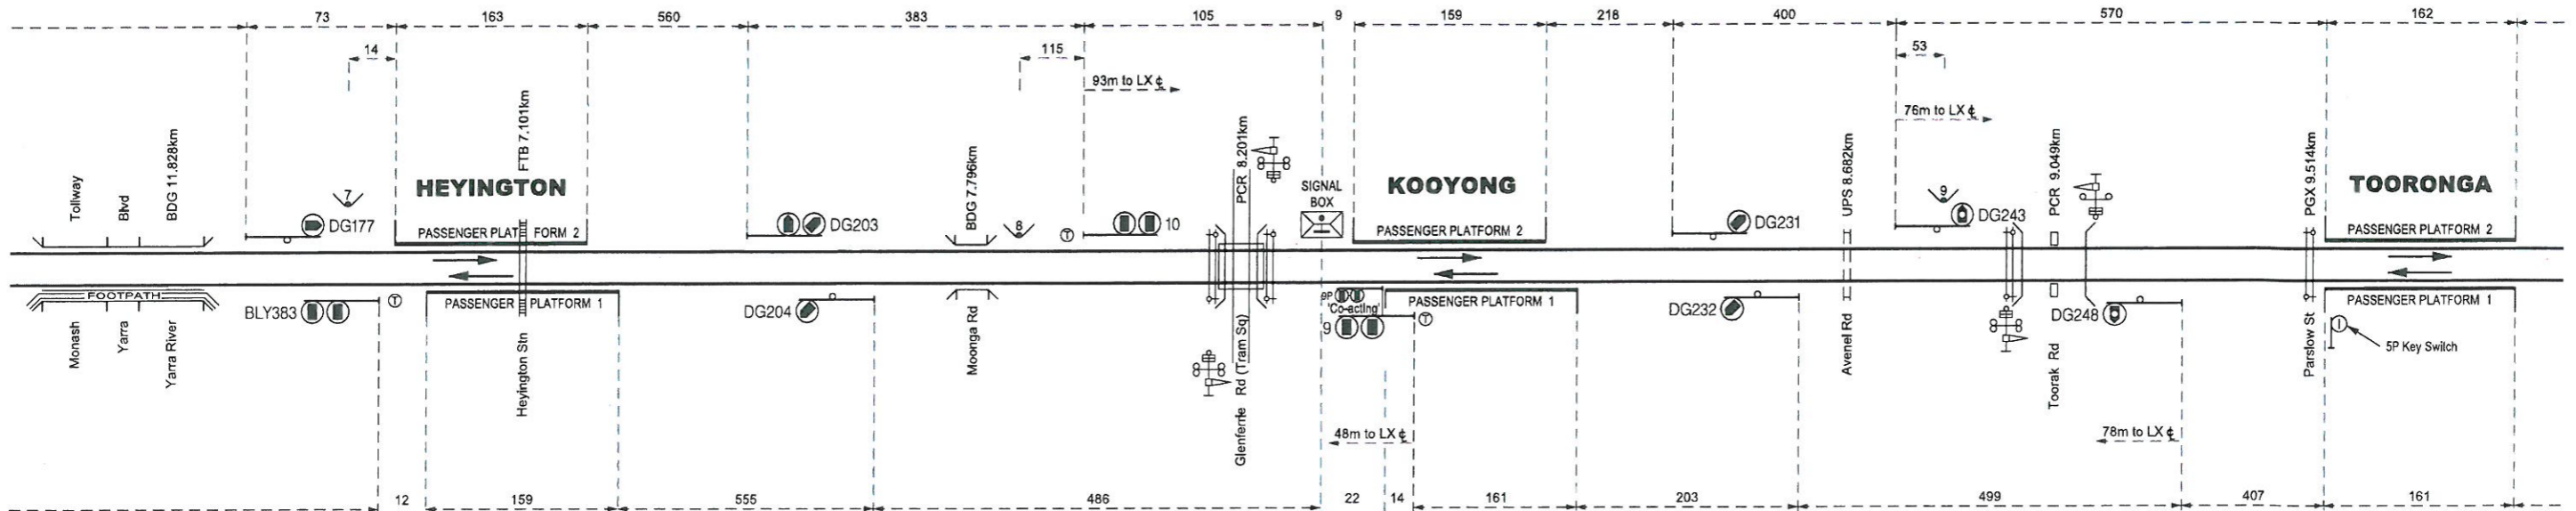 73
163
560
383
105
9
159
218
400
570
162
14
115
53
93m to LX ℄
76m to LX ℄
Tollway
Blvd
BDG 11.828km
7
FTB 7.101km
BDG 7.796km
8
PCR 8.201km
SIGNAL
BOX
UPS 8.682km
9
PCR 9.049km
PGX 9.514km
HEYINGTON
KOOYONG
TOORONGA
DG177
PASSENGER PLATFORM 2
DG203
T
10
PASSENGER PLATFORM 2
DG231
DG243
PASSENGER PLATFORM 2
FOOTPATH
BLY383
T
PASSENGER PLATFORM 1
DG204
9P
'Co-acting'
9
T
PASSENGER PLATFORM 1
DG232
DG248
PASSENGER PLATFORM 1
5P Key Switch
Monash
Yarra
Yarra River
Heyington Stn
Moonga Rd
Glenferrie Rd (Tram Sq)
Avenel Rd
Toorak Rd
Parslow St
48m to LX ℄
78m to LX ℄
12
159
555
486
22
14
161
203
499
407
161